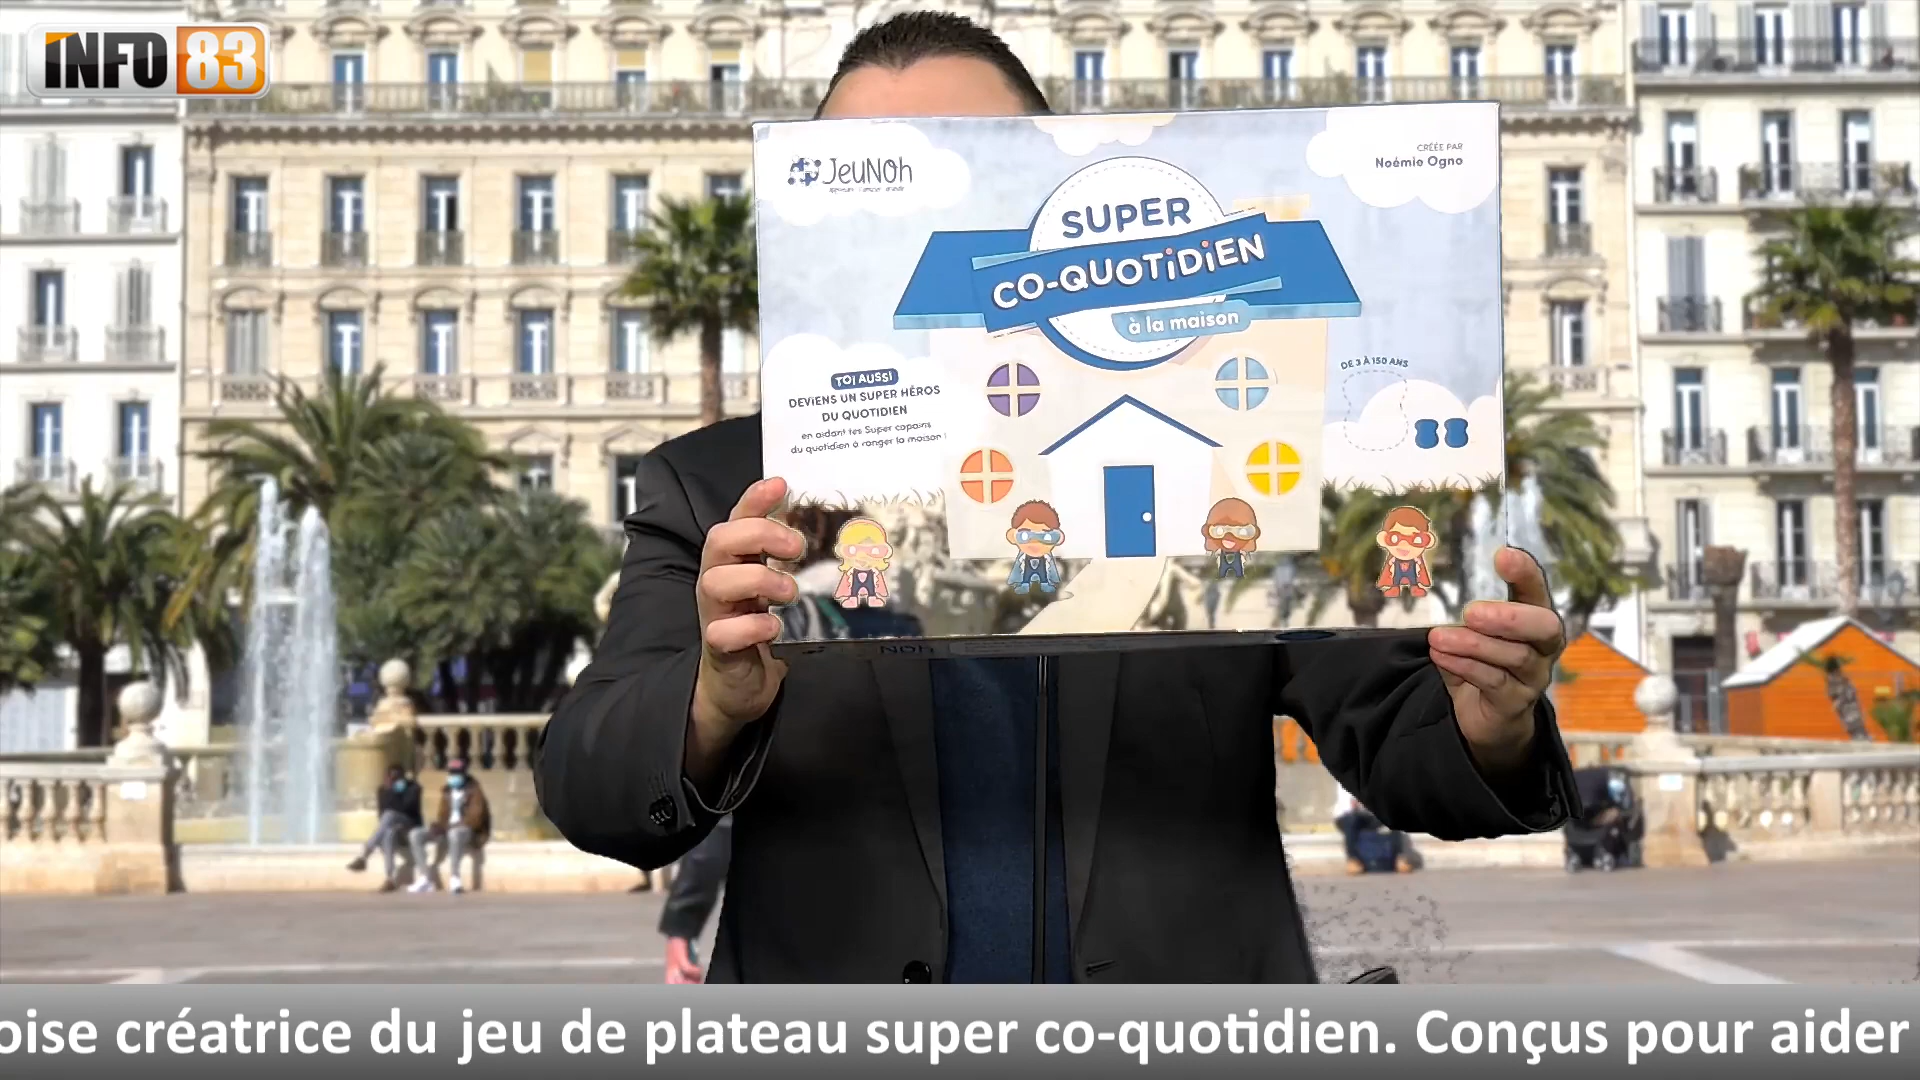 INFO 83
JeuNOh
CRÉÉE PAR
Noémie Ogno
SUPER
CO-QUOTiDiEN
à la maison
TOI AUSSI
DEVIENS UN SUPER HÉROS
DU QUOTIDIEN
en aidant tes Super copains
du quotidien à ranger la maison !
DE 3 À 150 ANS
NOh
oise créatrice du jeu de plateau super co-quotidien. Conçus pour aider